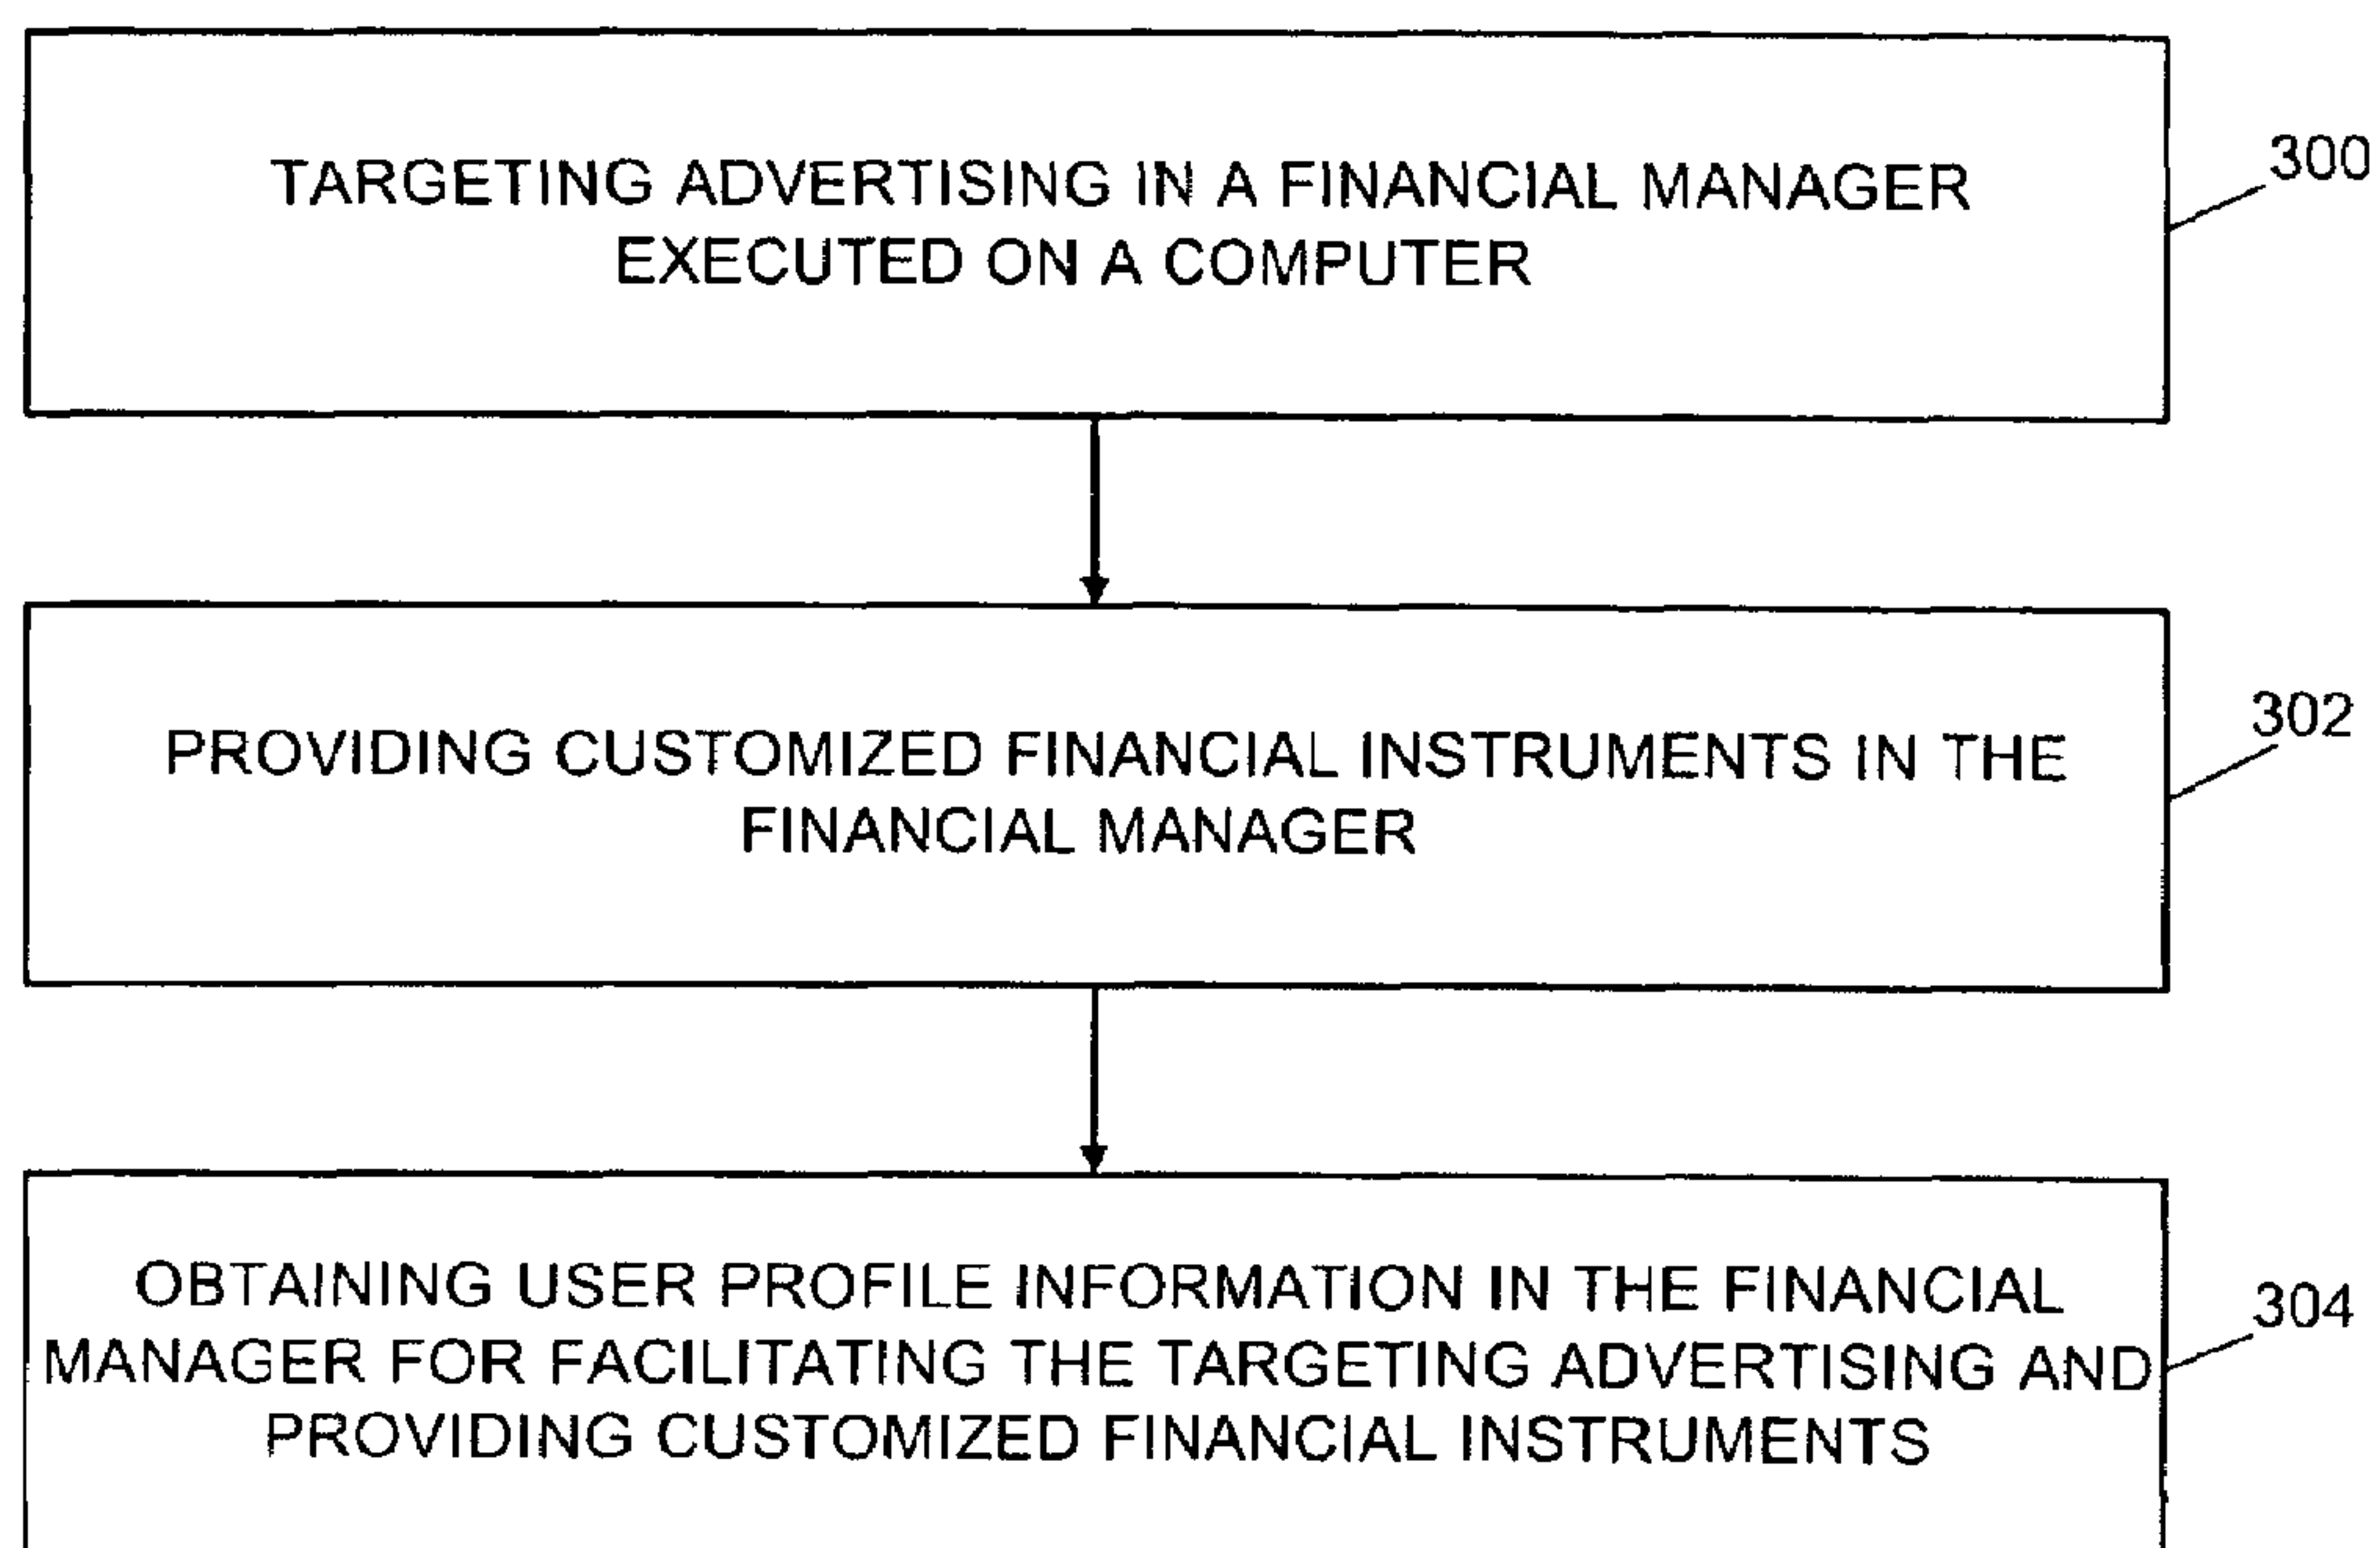 TARGETING ADVERTISING IN A FINANCIAL MANAGER
EXECUTED ON A COMPUTER
300
PROVIDING CUSTOMIZED FINANCIAL INSTRUMENTS IN THE
FINANCIAL MANAGER
302
OBTAINING USER PROFILE INFORMATION IN THE FINANCIAL
MANAGER FOR FACILITATING THE TARGETING ADVERTISING AND
PROVIDING CUSTOMIZED FINANCIAL INSTRUMENTS
304